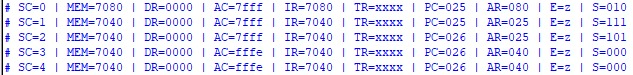 # SC=0 | MEM=7080 | DR=0000 | AC=7fff | IR=7080 | TR=xxxx | PC=025 | AR=080 | E=z | S=010
# SC=1 | MEM=7040 | DR=0000 | AC=7fff | IR=7080 | TR=xxxx | PC=025 | AR=025 | E=z | S=111
# SC=2 | MEM=7040 | DR=0000 | AC=7fff | IR=7040 | TR=xxxx | PC=026 | AR=025 | E=z | S=101
# SC=3 | MEM=7040 | DR=0000 | AC=fffe | IR=7040 | TR=xxxx | PC=026 | AR=040 | E=z | S=000
# SC=4 | MEM=7040 | DR=0000 | AC=fffe | IR=7040 | TR=xxxx | PC=026 | AR=040 | E=z | S=000